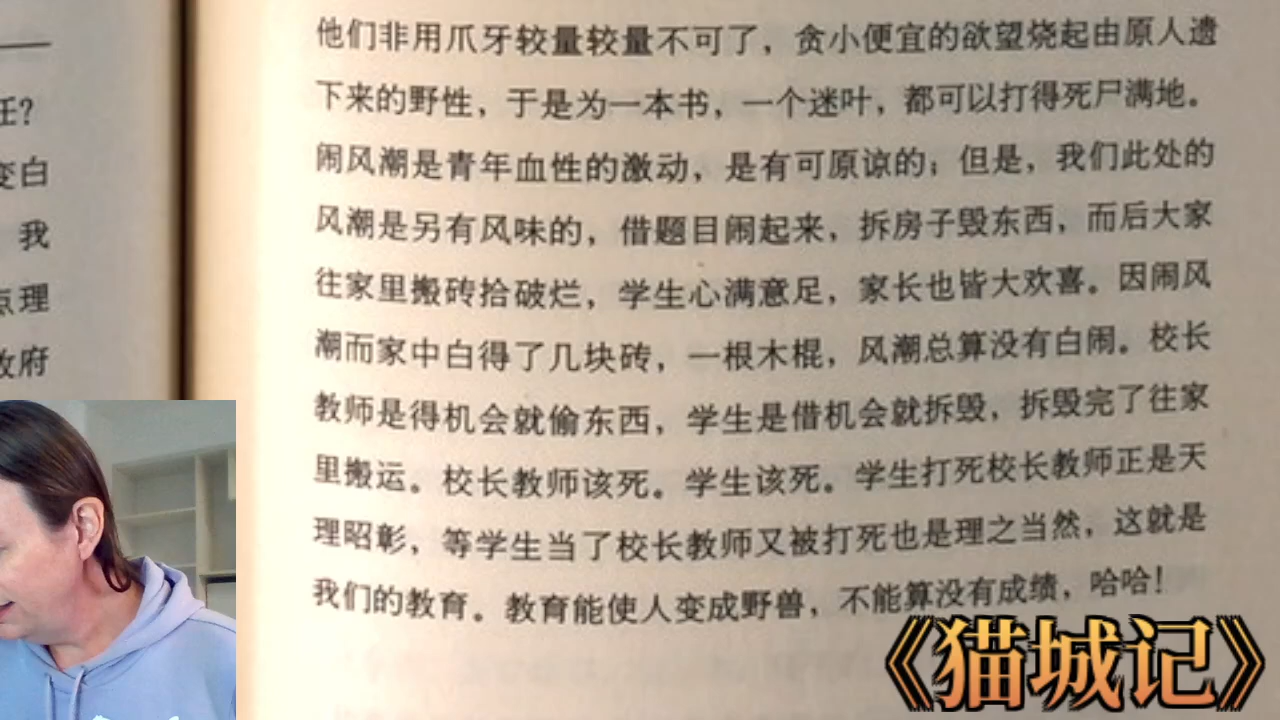 任?
变白
我
点理
政府
他们非用爪牙较量较量不可了，贪小便宜的欲望烧起由原人遗
下来的野性，于是为一本书，一个迷叶，都可以打得死尸满地。
闹风潮是青年血性的激动，是有可原谅的；但是，我们此处的
风潮是另有风味的，借题目闹起来，拆房子毁东西，而后大家
往家里搬砖拾破烂，学生心满意足，家长也皆大欢喜。因闹风
潮而家中白得了几块砖，一根木棍，风潮总算没有白闹。校长
教师是得机会就偷东西，学生是借机会就拆毁，拆毁完了往家
里搬运。校长教师该死。学生该死。学生打死校长教师正是天
理昭彰，等学生当了校长教师又被打死也是理之当然，这就是
我们的教育。教育能使人变成野兽，不能算没有成绩，哈哈！
《猫城记》